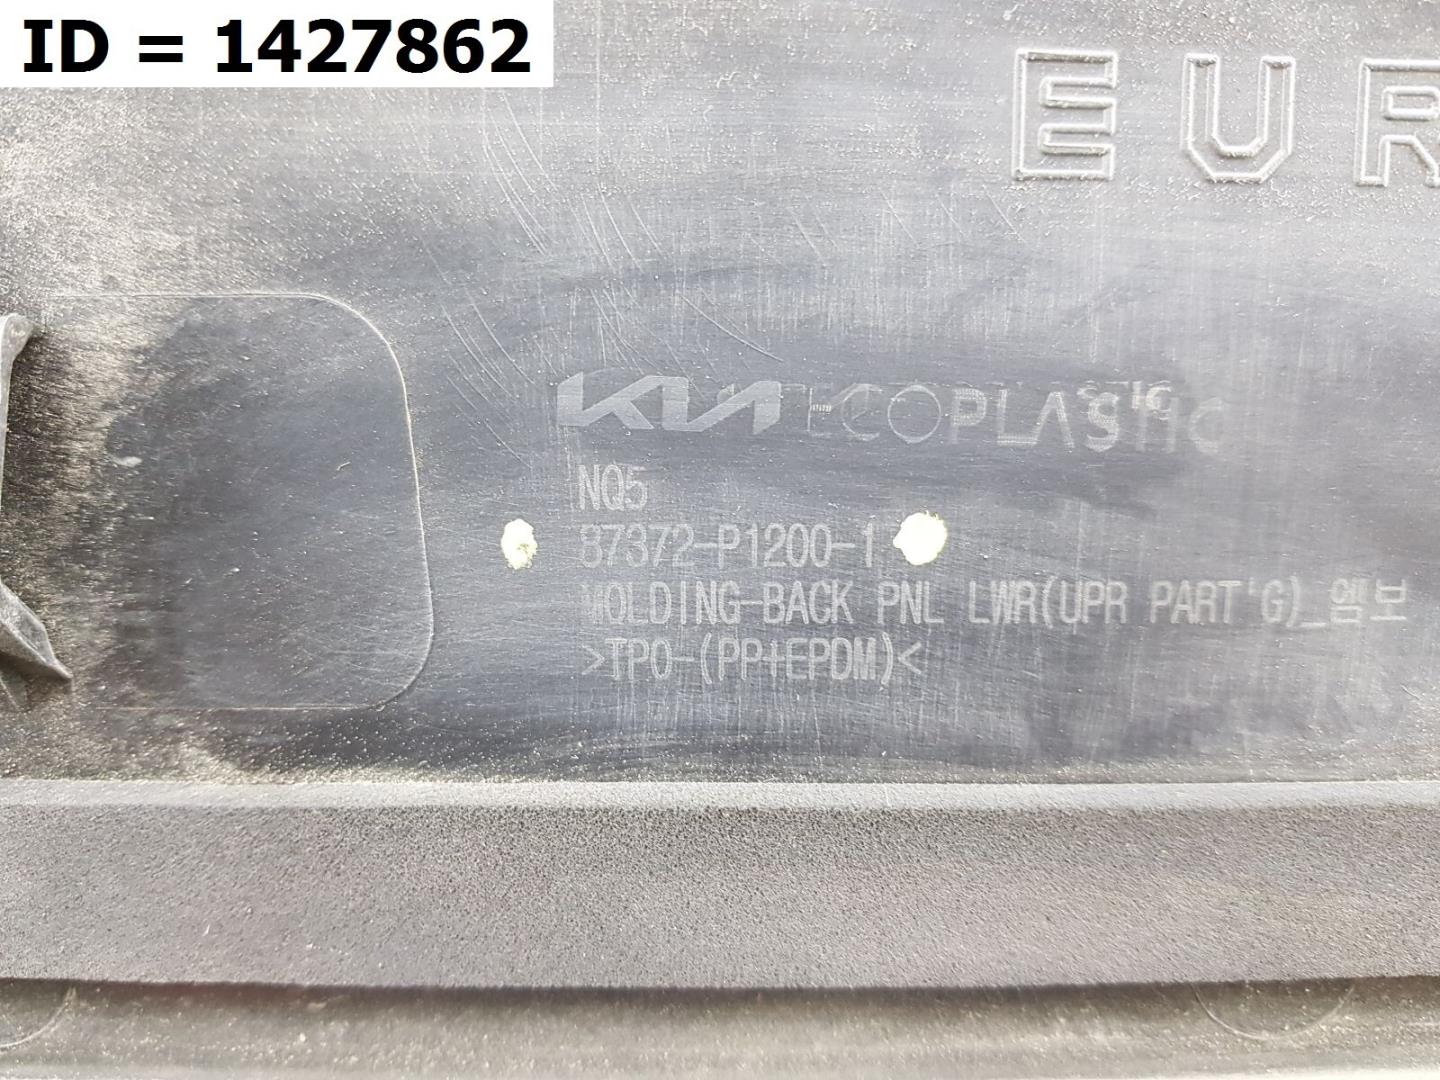 ID = 1427862
EUR
KIA ECOPLASTIC
NQ5
87372-P1200-1
MOLDING-BACK PNL LWR(UPR PART'G)_엠보
>TPO-(PP+EPDM)<